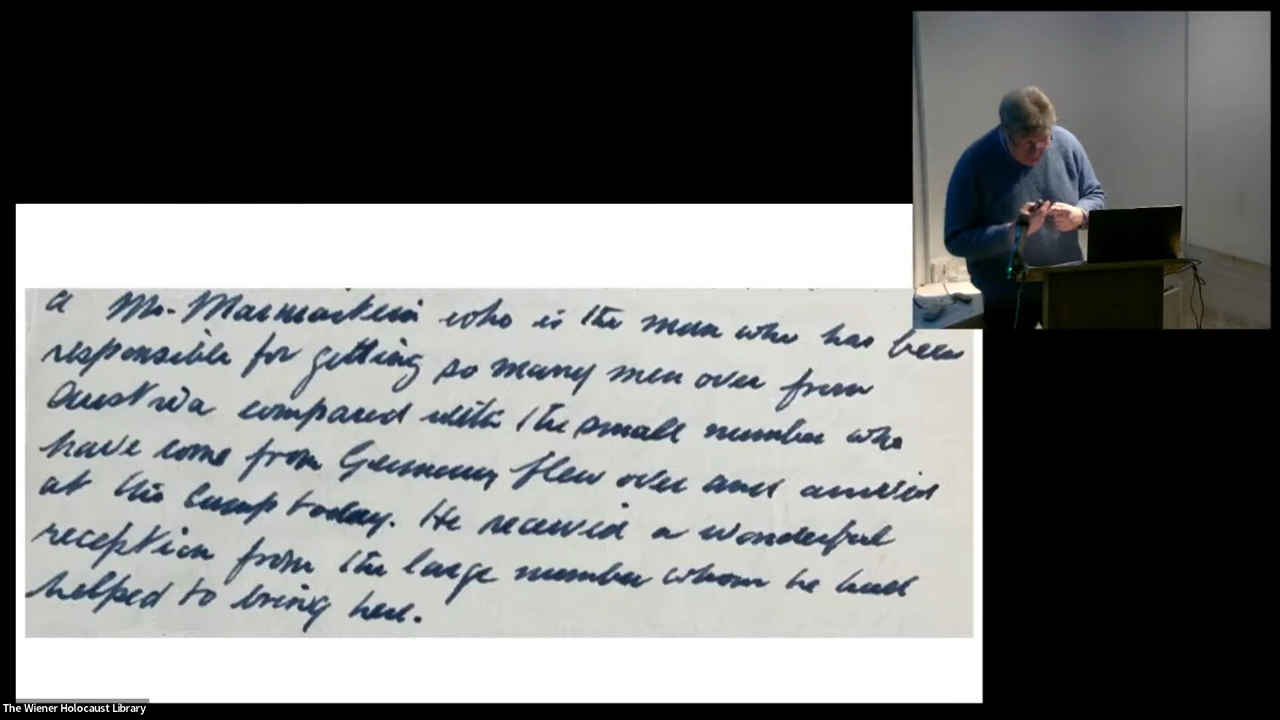 a Mr. Marmorstein who is the man who has been
responsible for getting so many men over from
Austria compared with the small number who
have come from Germany flew over and arrived
at the Camp today. He received a wonderful
reception from the large number whom he had
helped to bring here.
The Wiener Holocaust Library